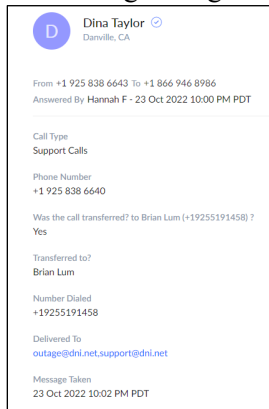 D
Dina Taylor
Danville, CA
From +1 925 838 6643 To +1 866 946 8986
Answered By Hannah F - 23 Oct 2022 10:00 PM PDT
Call Type
Support Calls
Phone Number
+1 925 838 6640
Was the call transferred? to Brian Lum (+19255191458) ?
Yes
Transferred to?
Brian Lum
Number Dialed
+19255191458
Delivered To
outage@dni.net,support@dni.net
Message Taken
23 Oct 2022 10:02 PM PDT